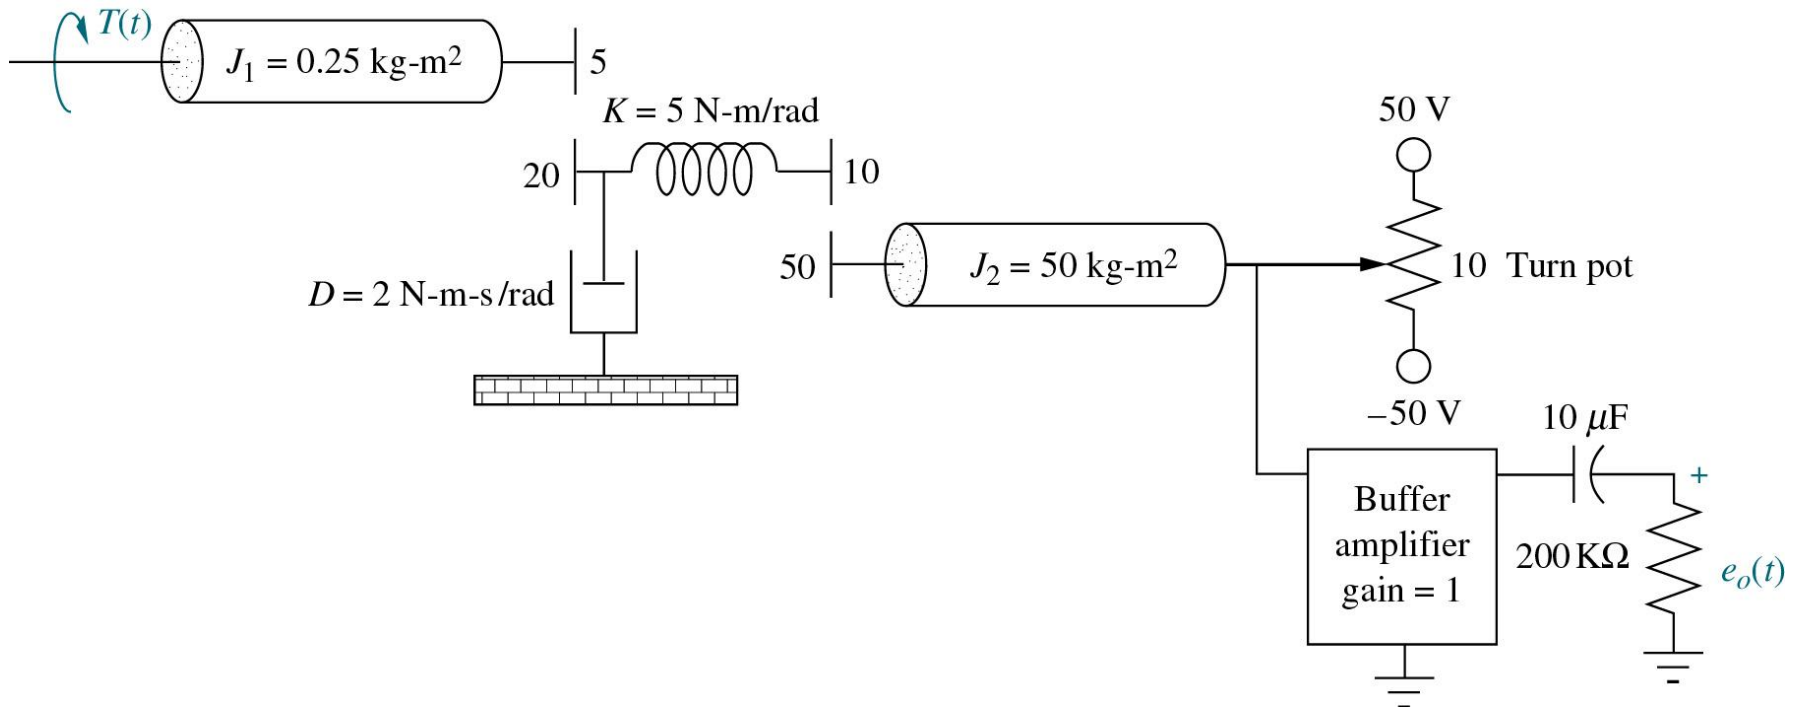 T(t)
J₁ = 0.25 kg-m²
5
K = 5 N-m/rad
20
10
50 V
50
J₂ = 50 kg-m²
10 Turn pot
D = 2 N-m-s/rad
–50 V
10 μF
+
Buffer
amplifier
gain = 1
200 KΩ
eₒ(t)